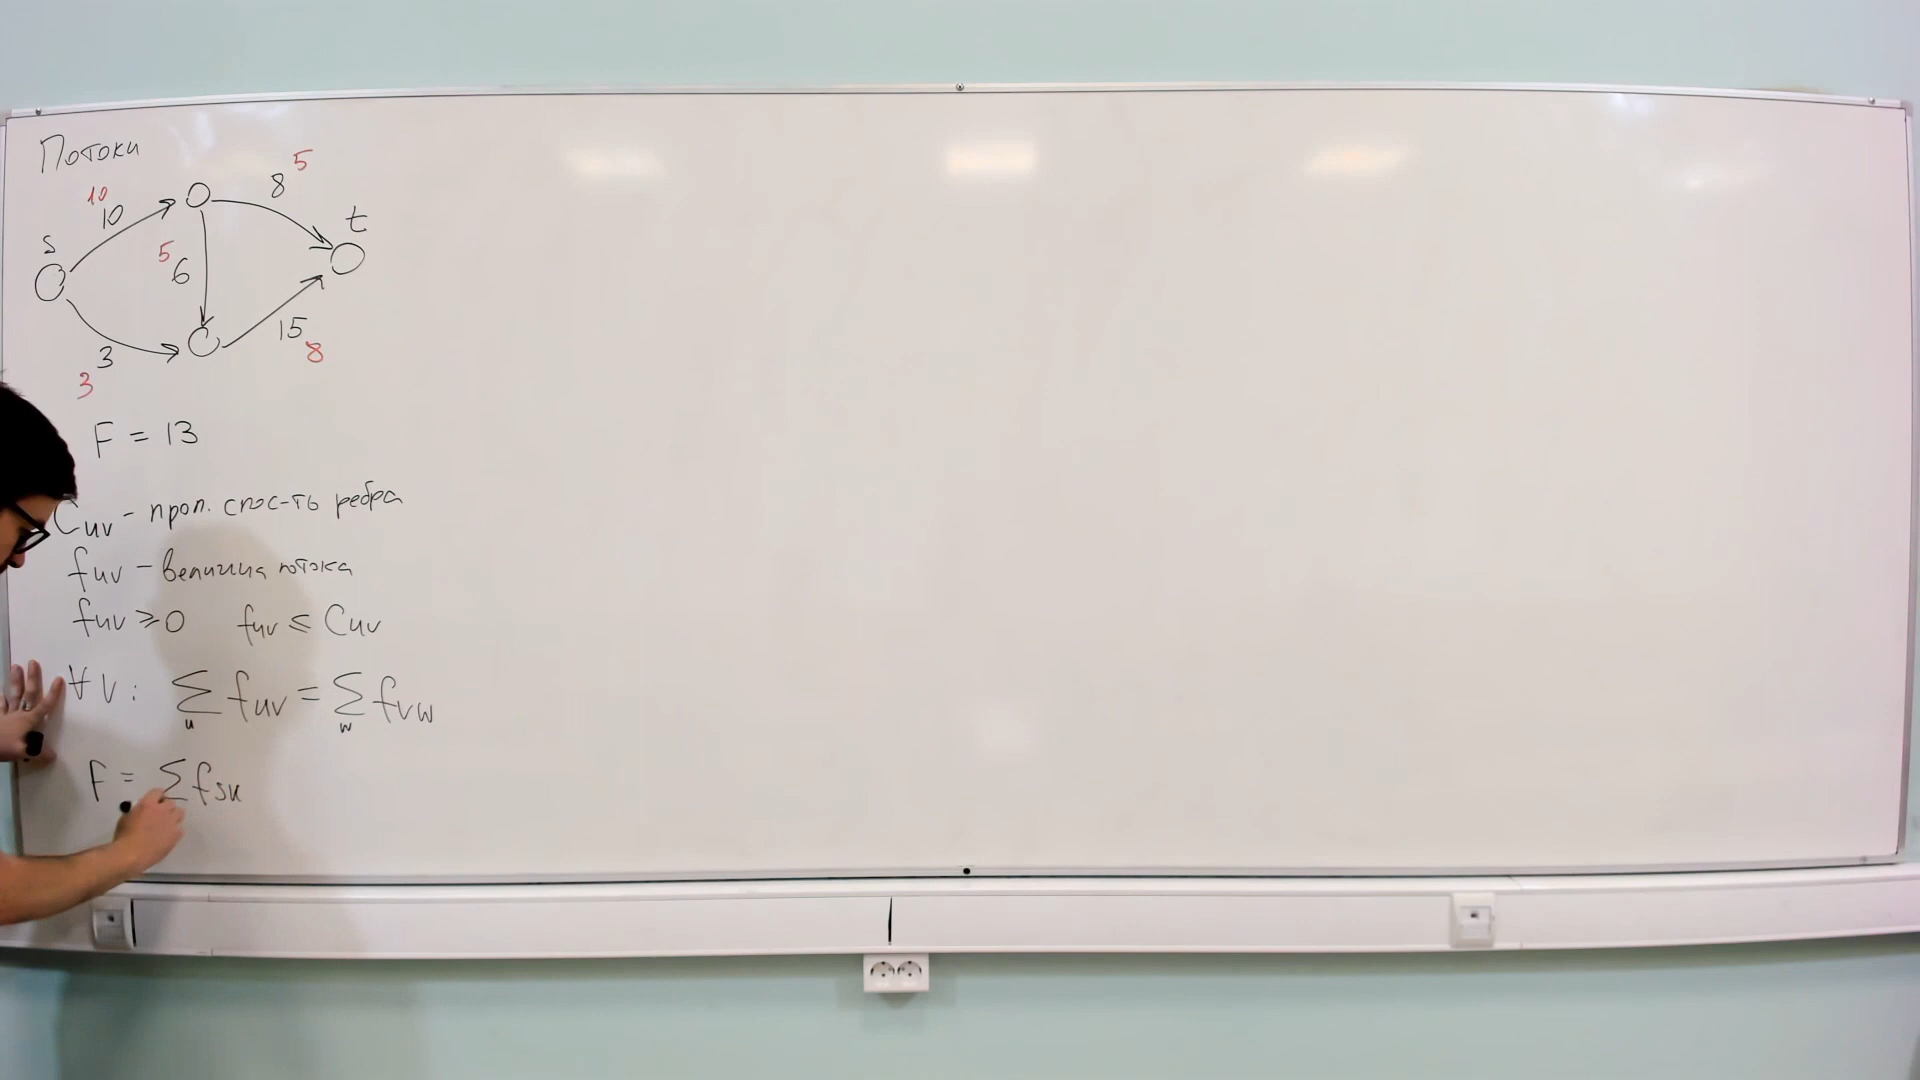 Потоки
10 5
10 8
s t
5
6
3 15
3 8
F = 13
Cuv - проп. спос-ть ребра
fuv - величина потока
fuv ≥ 0 fuv ≤ Cuv
∀ v: ∑u fuv = ∑w fvw
F = ∑ fsu